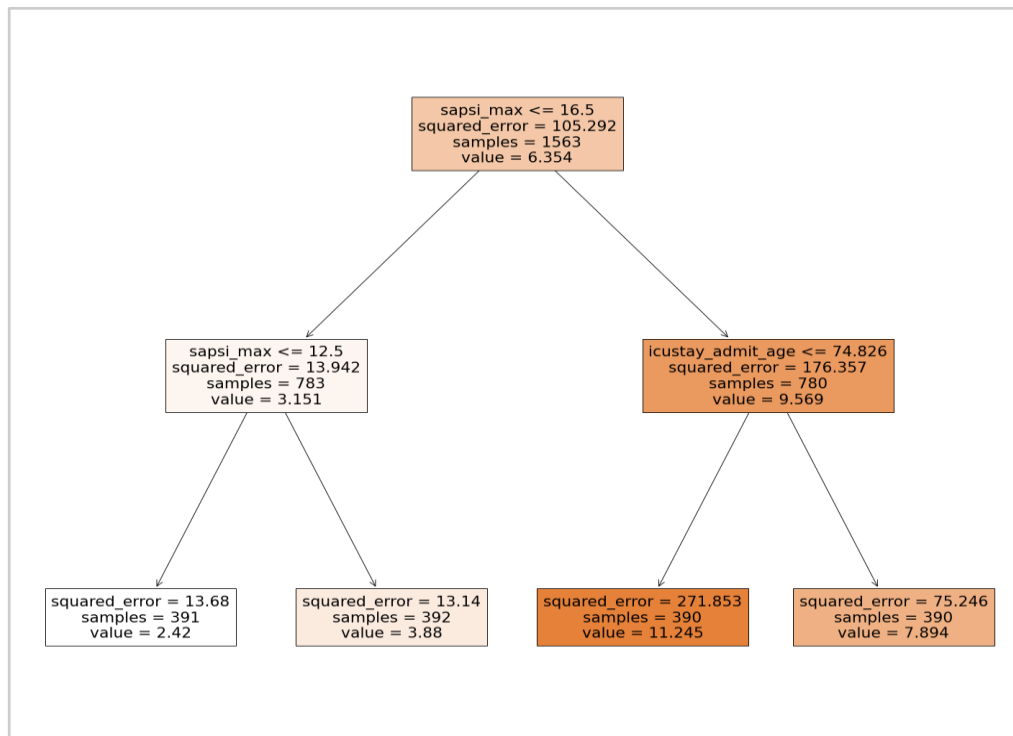 sapsi_max <= 16.5
squared_error = 105.292
samples = 1563
value = 6.354
sapsi_max <= 12.5
squared_error = 13.942
samples = 783
value = 3.151
icustay_admit_age <= 74.826
squared_error = 176.357
samples = 780
value = 9.569
squared_error = 13.68
samples = 391
value = 2.42
squared_error = 13.14
samples = 392
value = 3.88
squared_error = 271.853
samples = 390
value = 11.245
squared_error = 75.246
samples = 390
value = 7.894